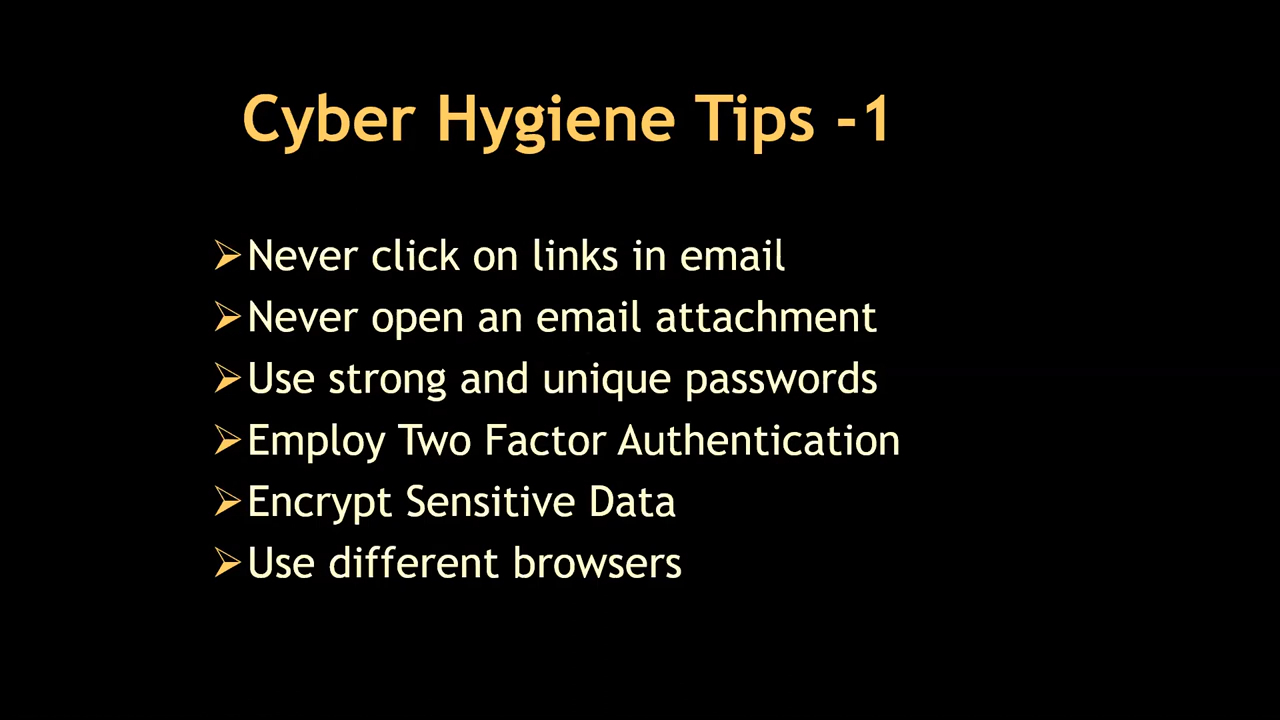 Cyber Hygiene Tips -1
➢Never click on links in email
➢Never open an email attachment
➢Use strong and unique passwords
➢Employ Two Factor Authentication
➢Encrypt Sensitive Data
➢Use different browsers